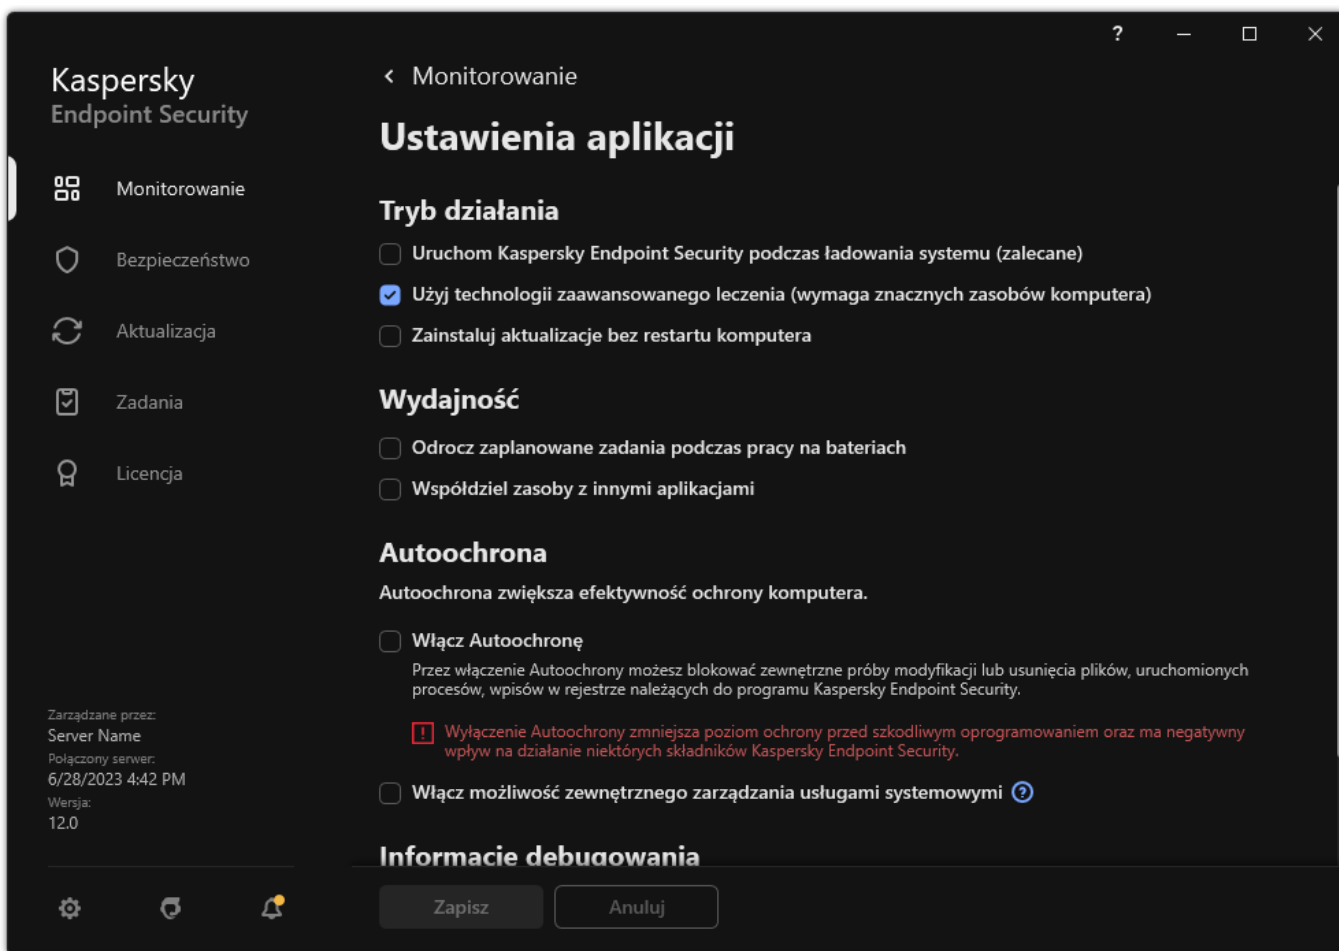 ?
Kaspersky
Endpoint Security
Monitorowanie
Bezpieczeństwo
Aktualizacja
Zadania
Licencja
Zarządzane przez:
Server Name
Połączony serwer:
6/28/2023 4:42 PM
Wersja:
12.0
Monitorowanie
Ustawienia aplikacji
Tryb działania
Uruchom Kaspersky Endpoint Security podczas ładowania systemu (zalecane)
Użyj technologii zaawansowanego leczenia (wymaga znacznych zasobów komputera)
Zainstaluj aktualizacje bez restartu komputera
Wydajność
Odrocz zaplanowane zadania podczas pracy na bateriach
Współdziel zasoby z innymi aplikacjami
Autoochrona
Autoochrona zwiększa efektywność ochrony komputera.
Włącz Autoochronę
Przez włączenie Autoochrony możesz blokować zewnętrzne próby modyfikacji lub usunięcia plików, uruchomionych
procesów, wpisów w rejestrze należących do programu Kaspersky Endpoint Security.
Wyłączenie Autoochrony zmniejsza poziom ochrony przed szkodliwym oprogramowaniem oraz ma negatywny
wpływ na działanie niektórych składników Kaspersky Endpoint Security.
Włącz możliwość zewnętrznego zarządzania usługami systemowymi ?
Informacje debugowania
Zapisz
Anuluj